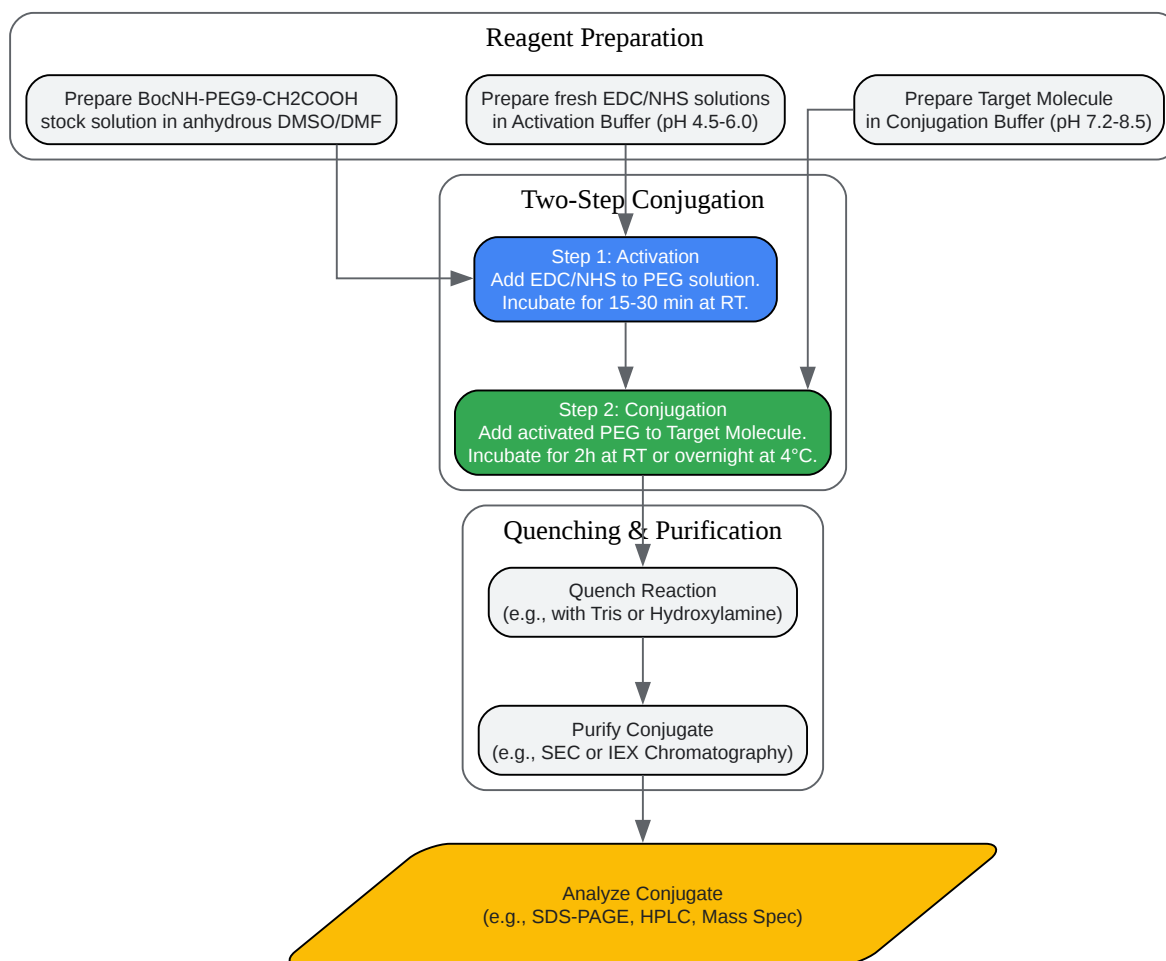 Reagent Preparation
Prepare BocNH-PEG9-CH2COOH
stock solution in anhydrous DMSO/DMF
Prepare fresh EDC/NHS solutions
in Activation Buffer (pH 4.5-6.0)
Prepare Target Molecule
in Conjugation Buffer (pH 7.2-8.5)
Two-Step Conjugation
Step 1: Activation
Add EDC/NHS to PEG solution.
Incubate for 15-30 min at RT.
Step 2: Conjugation
Add activated PEG to Target Molecule.
Incubate for 2h at RT or overnight at 4°C.
Quenching & Purification
Quench Reaction
(e.g., with Tris or Hydroxylamine)
Purify Conjugate
(e.g., SEC or IEX Chromatography)
Analyze Conjugate
(e.g., SDS-PAGE, HPLC, Mass Spec)